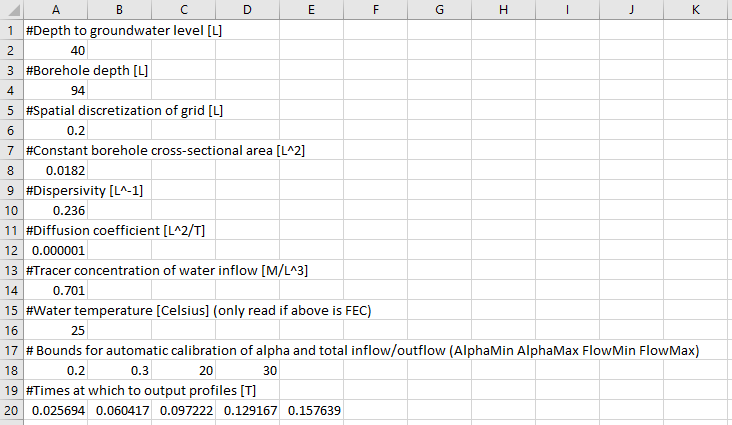 A B C D E F G H I J K
1 #Depth to groundwater level [L]
2 40
3 #Borehole depth [L]
4 94
5 #Spatial discretization of grid [L]
6 0.2
7 #Constant borehole cross-sectional area [L^2]
8 0.0182
9 #Dispersivity [L^-1]
10 0.236
11 #Diffusion coefficient [L^2/T]
12 0.000001
13 #Tracer concentration of water inflow [M/L^3]
14 0.701
15 #Water temperature [Celsius] (only read if above is FEC)
16 25
17 # Bounds for automatic calibration of alpha and total inflow/outflow (AlphaMin AlphaMax FlowMin FlowMax)
18 0.2 0.3 20 30
19 #Times at which to output profiles [T]
20 0.025694 0.060417 0.097222 0.129167 0.157639